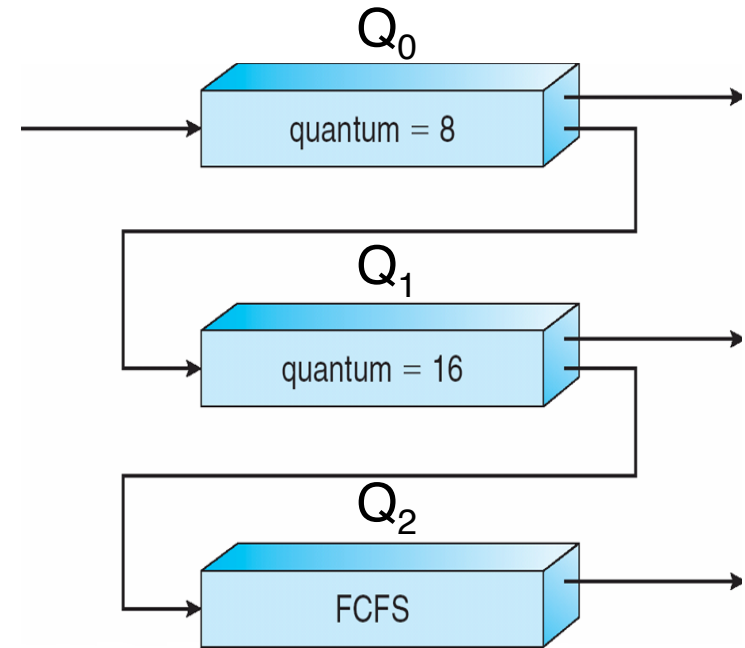 Q₀
quantum = 8
Q₁
quantum = 16
Q₂
FCFS